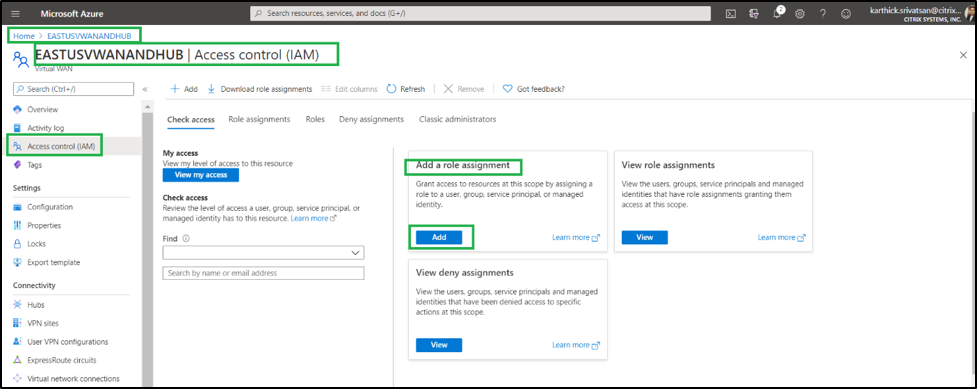 Microsoft Azure
Search resources, services, and docs (G+/)
2
karthick.srivatsan@citrix...
CITRIX SYSTEMS, INC.
Home > EASTUSVWANANDHUB
EASTUSVWANANDHUB | Access control (IAM)
Virtual WAN
Search (Ctrl+/)
Overview
Activity log
Access control (IAM)
Tags
Settings
Configuration
Properties
Locks
Export template
Connectivity
Hubs
VPN sites
User VPN configurations
ExpressRoute circuits
Virtual network connections
Add
Download role assignments
Edit columns
Refresh
Remove
Got feedback?
Check access
Role assignments
Roles
Deny assignments
Classic administrators
My access
View my level of access to this resource
View my access
Check access
Review the level of access a user, group, service principal,
or managed identity has to this resource. Learn more
Find
Search by name or email address
Add a role assignment
Grant access to resources at this scope by assigning a
role to a user, group, service principal, or managed
identity.
Add
Learn more
View role assignments
View the users, groups, service principals and managed
identities that have role assignments granting them
access at this scope.
View
Learn more
View deny assignments
View the users, groups, service principals and managed
identities that have been denied access to specific
actions at this scope.
View
Learn more